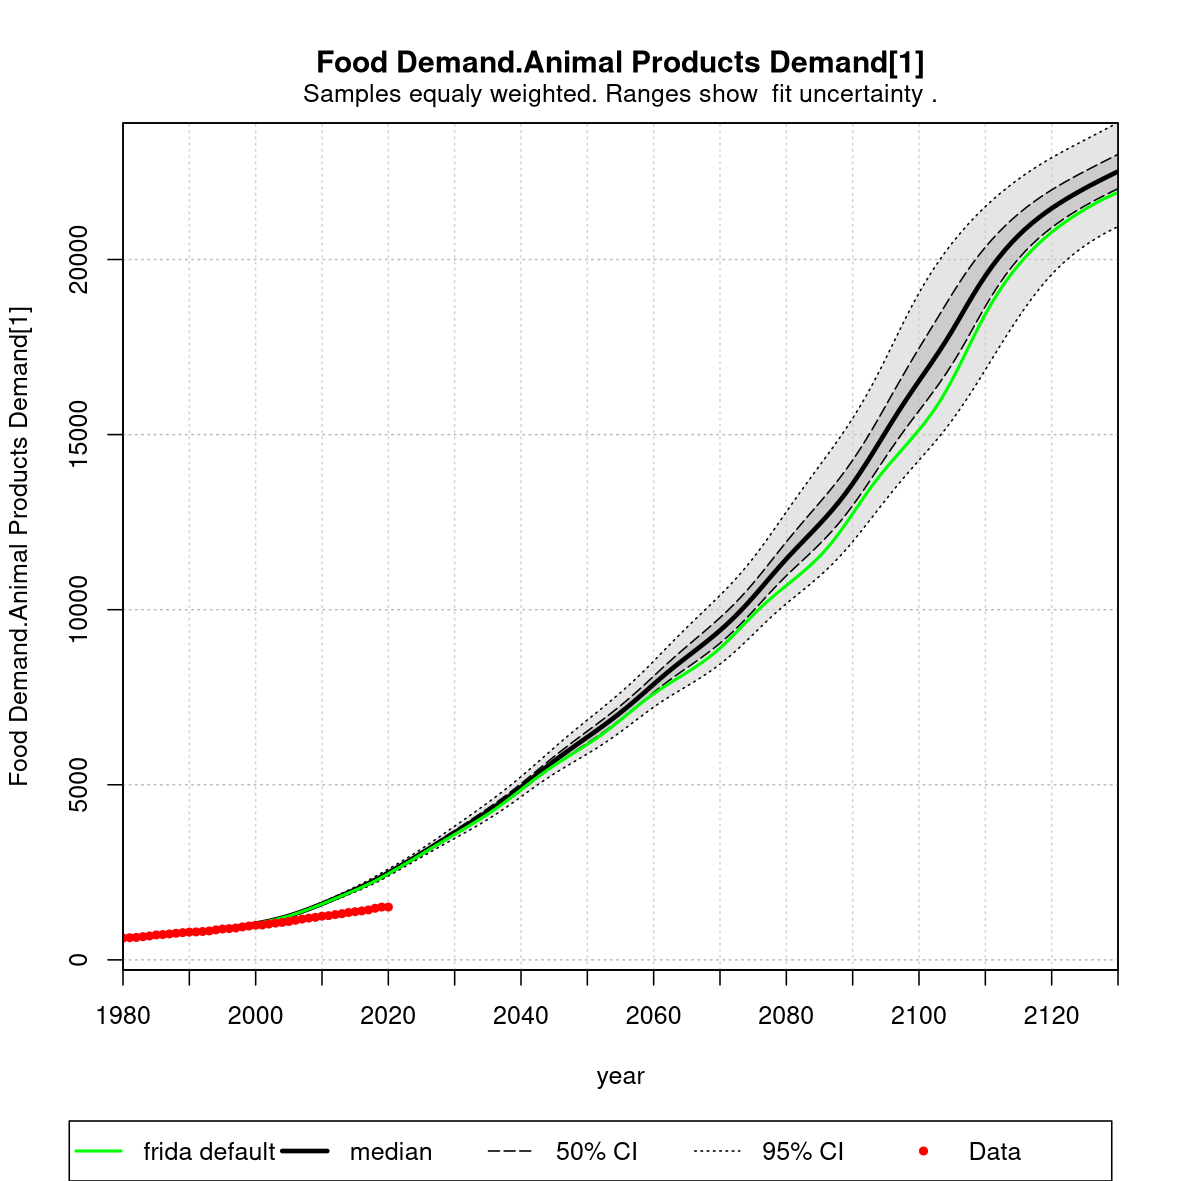 Food Demand.Animal Products Demand[1]
Samples equaly weighted. Ranges show  fit uncertainty .
Food Demand.Animal Products Demand[1]
20000
15000
10000
5000
0
1980 2000 2020 2040 2060 2080 2100 2120
year
frida default median 50% CI 95% CI Data